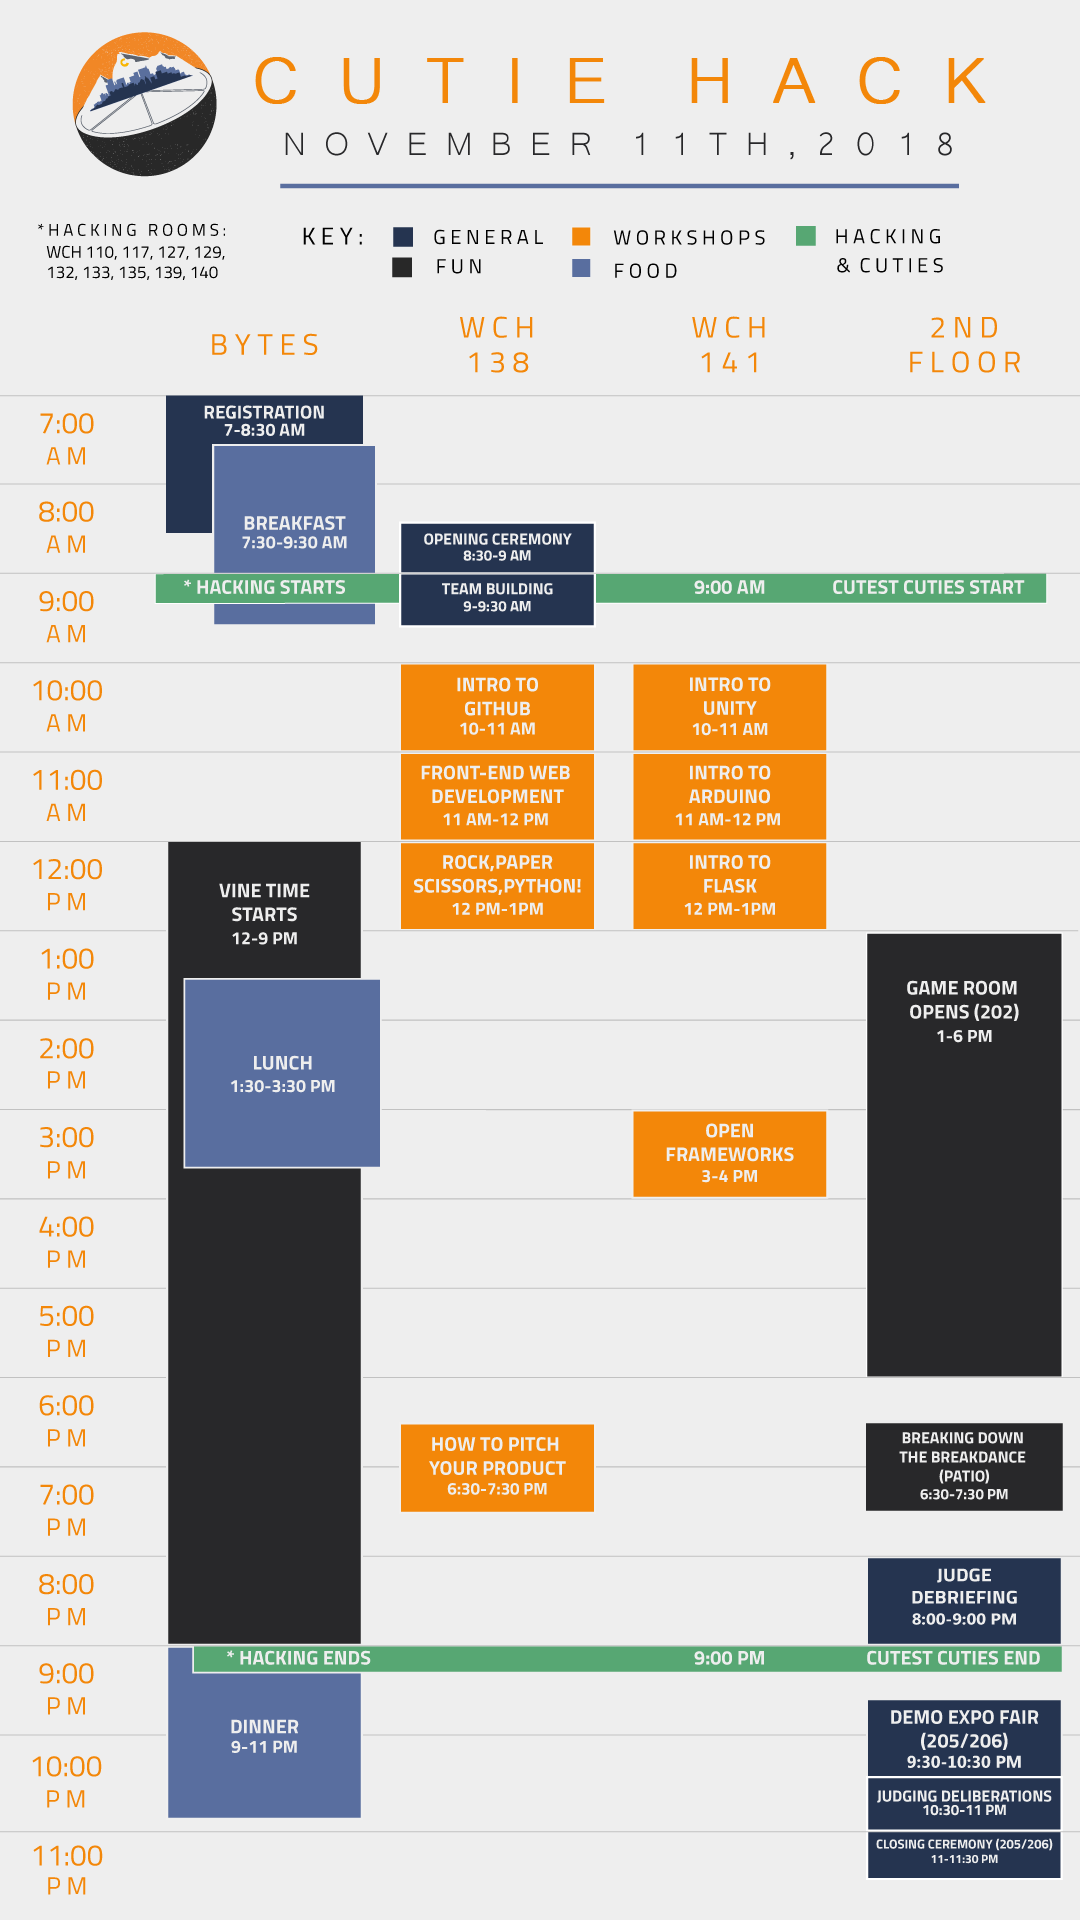 CUTIE HACK
NOVEMBER 11TH, 2018
*HACKING ROOMS:
WCH 110, 117, 127, 129,
132, 133, 135, 139, 140
KEY:
GENERAL
WORKSHOPS
HACKING
& CUTIES
FUN
FOOD
BYTES
WCH
138
WCH
141
2ND
FLOOR
7:00
AM
REGISTRATION
7-8:30 AM
8:00
AM
BREAKFAST
7:30-9:30 AM
OPENING CEREMONY
8:30-9 AM
* HACKING STARTS
9:00 AM
CUTEST CUTIES START
9:00
AM
TEAM BUILDING
9-9:30 AM
10:00
AM
INTRO TO
GITHUB
10-11 AM
INTRO TO
UNITY
10-11 AM
11:00
AM
FRONT-END WEB
DEVELOPMENT
11 AM-12 PM
INTRO TO
ARDUINO
11 AM-12 PM
12:00
PM
VINE TIME
STARTS
12-9 PM
ROCK,PAPER
SCISSORS,PYTHON!
12 PM-1PM
INTRO TO
FLASK
12 PM-1PM
1:00
PM
GAME ROOM
OPENS (202)
1-6 PM
2:00
PM
LUNCH
1:30-3:30 PM
3:00
PM
OPEN
FRAMEWORKS
3-4 PM
4:00
PM
5:00
PM
6:00
PM
HOW TO PITCH
YOUR PRODUCT
6:30-7:30 PM
BREAKING DOWN
THE BREAKDANCE
(PATIO)
6:30-7:30 PM
7:00
PM
8:00
PM
JUDGE
DEBRIEFING
8:00-9:00 PM
* HACKING ENDS
9:00 PM
CUTEST CUTIES END
9:00
PM
DINNER
9-11 PM
DEMO EXPO FAIR
(205/206)
9:30-10:30 PM
10:00
PM
JUDGING DELIBERATIONS
10:30-11 PM
11:00
PM
CLOSING CEREMONY (205/206)
11-11:30 PM